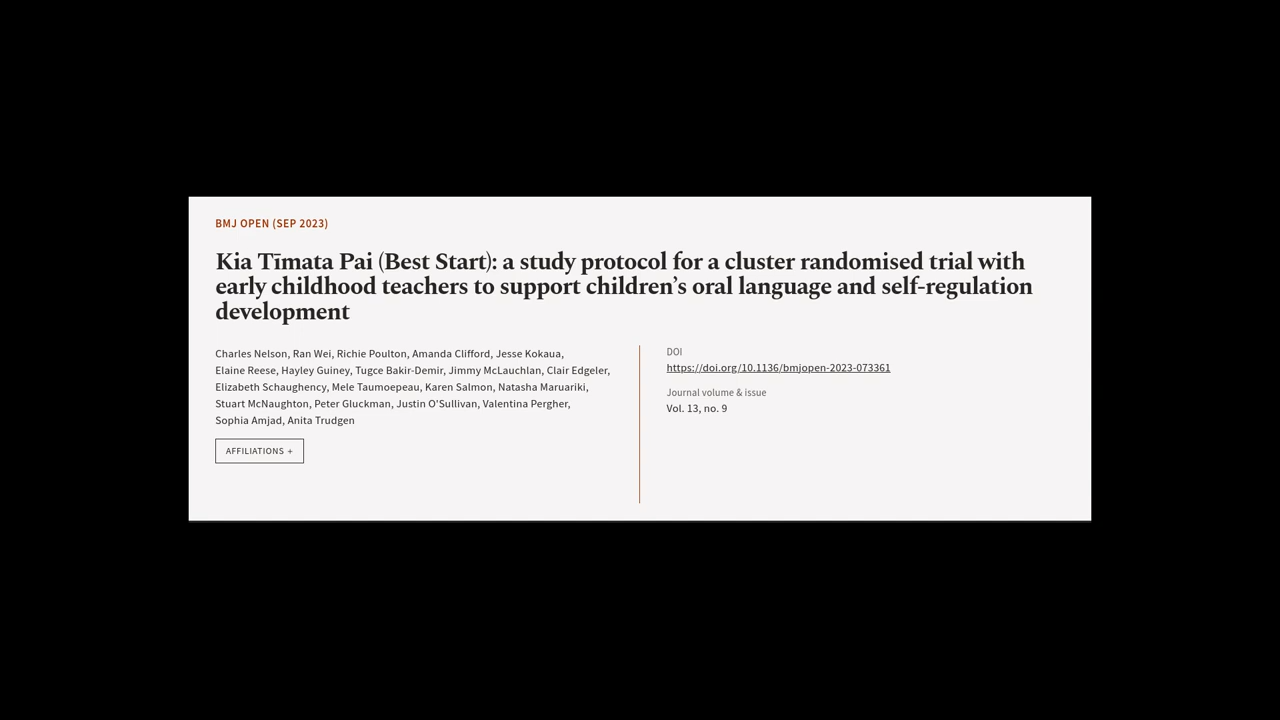 BMJ OPEN (SEP 2023)
Kia Tīmata Pai (Best Start): a study protocol for a cluster randomised trial with
early childhood teachers to support children’s oral language and self-regulation
development
Charles Nelson, Ran Wei, Richie Poulton, Amanda Clifford, Jesse Kokaua,
Elaine Reese, Hayley Guiney, Tugce Bakir-Demir, Jimmy McLauchlan, Clair Edgeler,
Elizabeth Schaughency, Mele Taumoepeau, Karen Salmon, Natasha Maruariki,
Stuart McNaughton, Peter Gluckman, Justin O'Sullivan, Valentina Pergher,
Sophia Amjad, Anita Trudgen
AFFILIATIONS +
DOI
https://doi.org/10.1136/bmjopen-2023-073361
Journal volume & issue
Vol. 13, no. 9